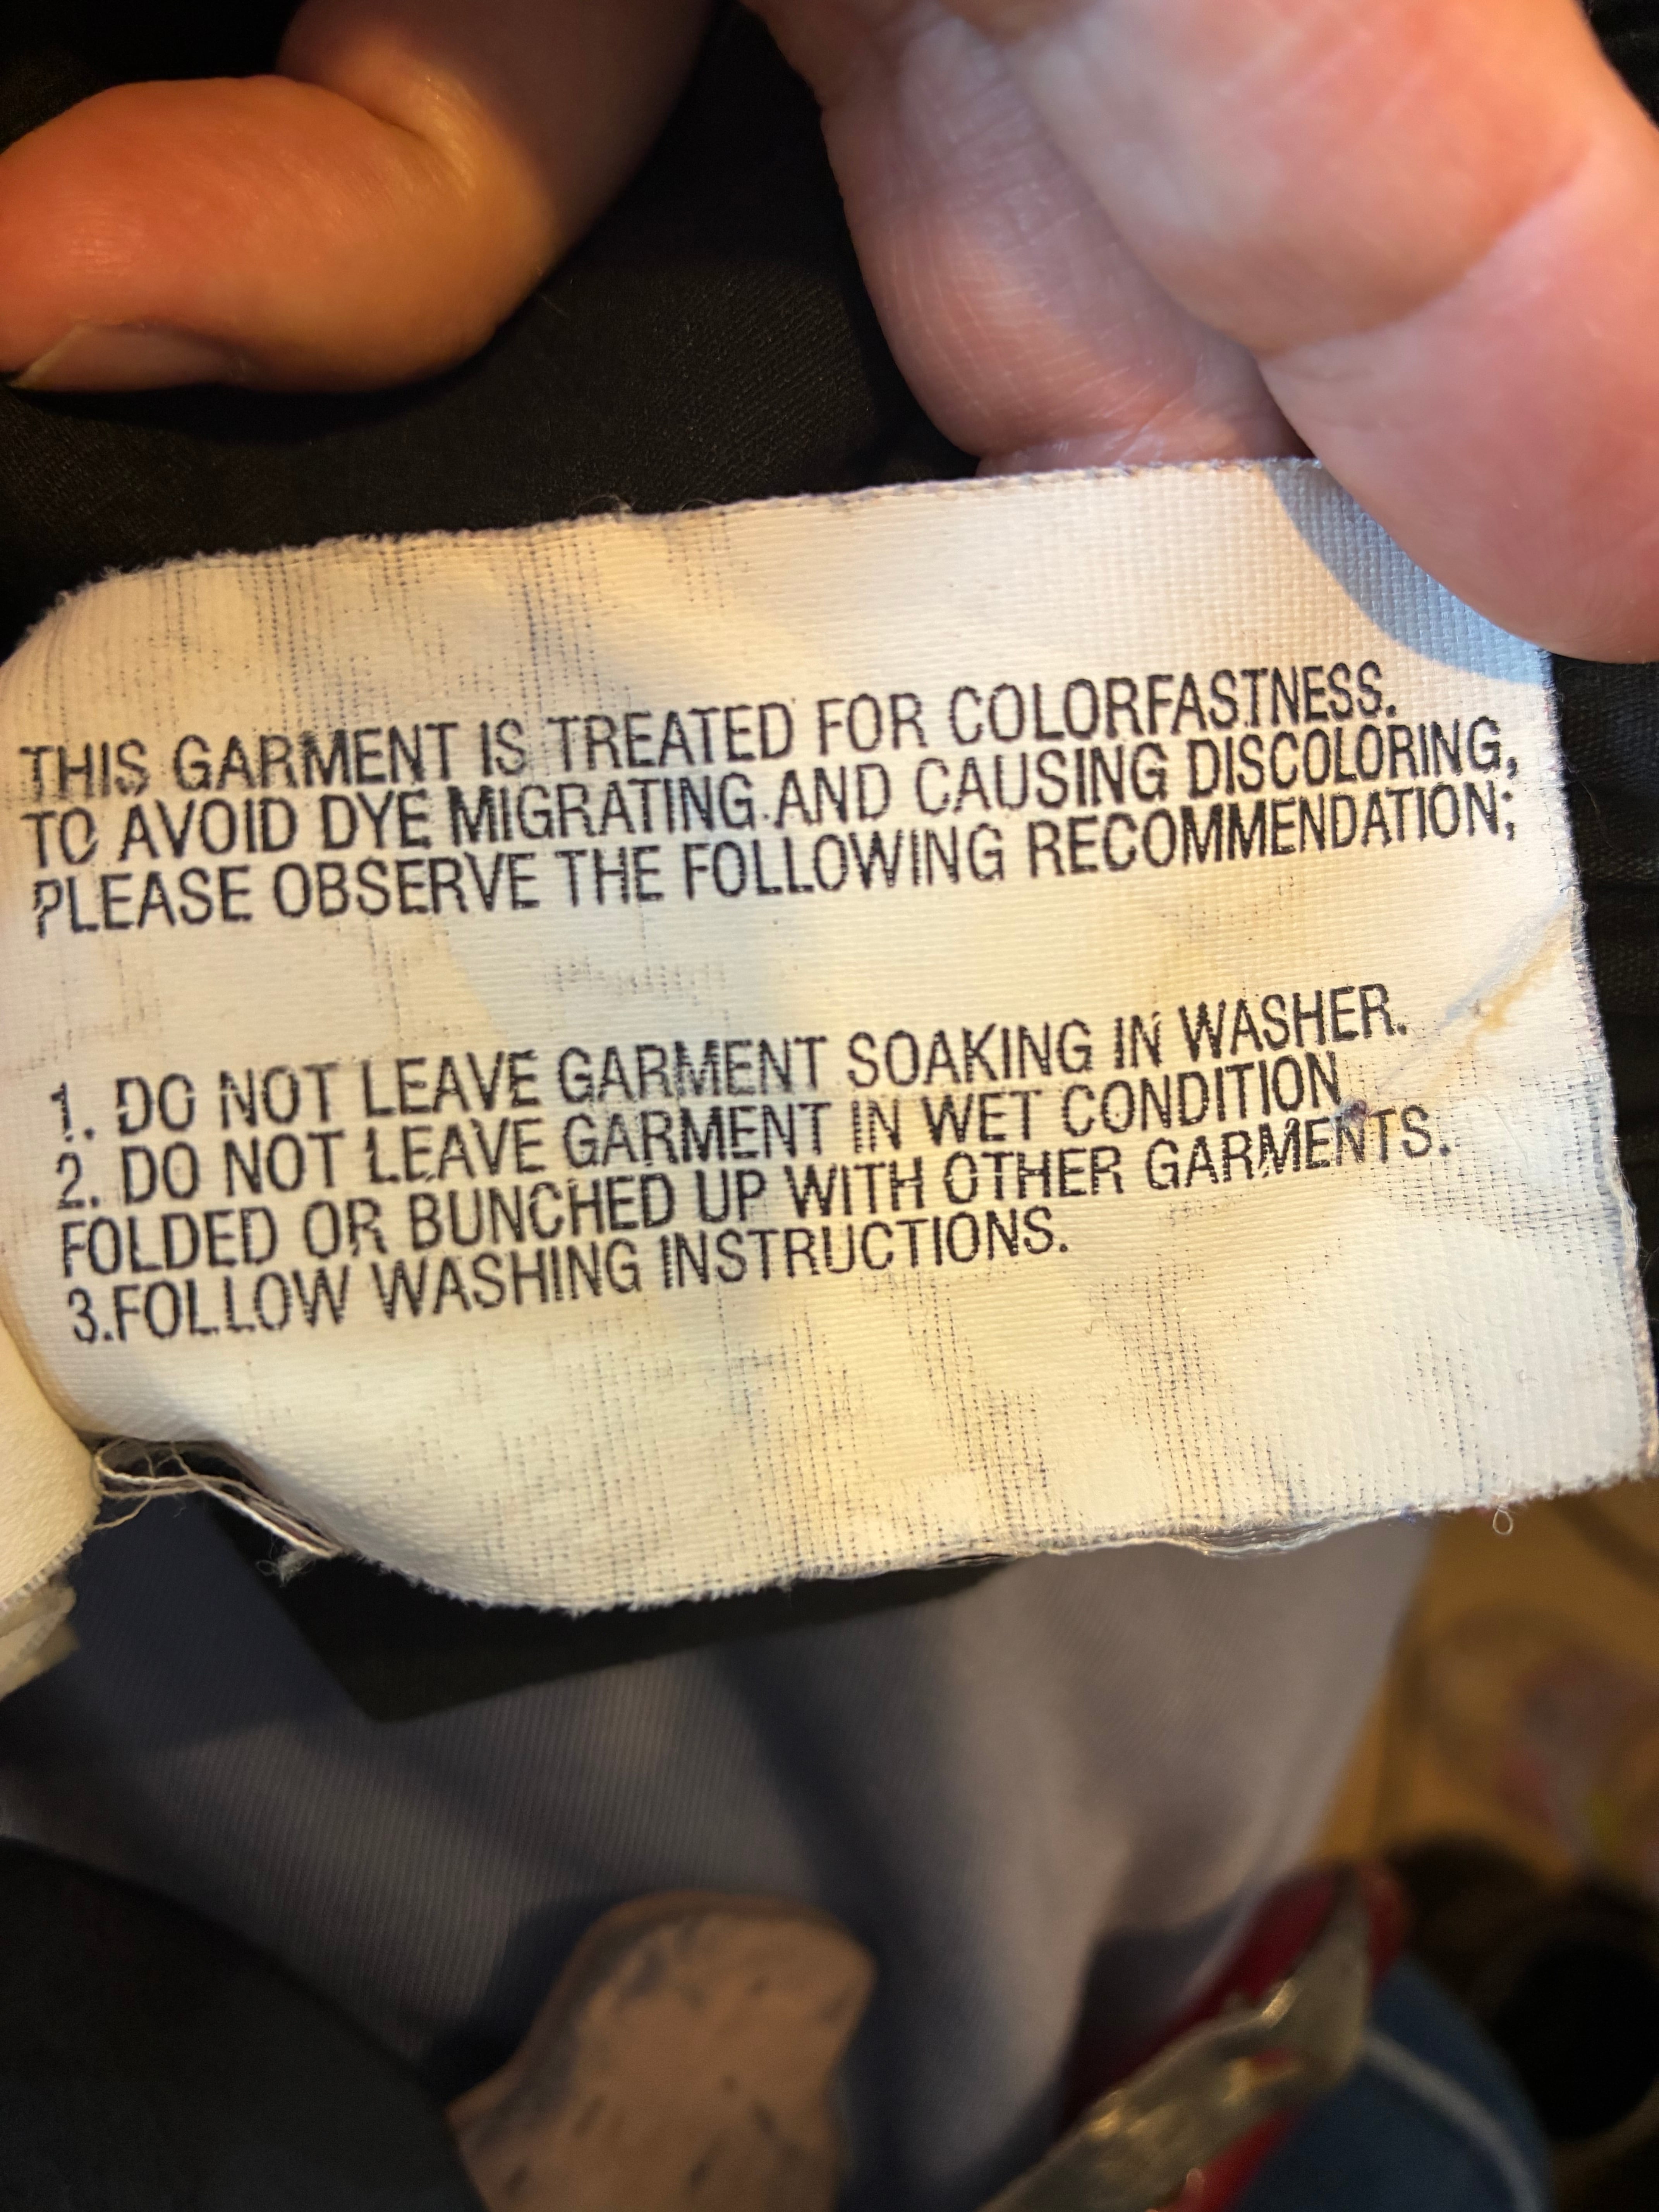 THIS GARMENT IS TREATED FOR COLORFASTNESS.
TO AVOID DYE MIGRATING AND CAUSING DISCOLORING,
PLEASE OBSERVE THE FOLLOWING RECOMMENDATION;
1. DO NOT LEAVE GARMENT SOAKING IN WASHER.
2. DO NOT LEAVE GARMENT IN WET CONDITION
FOLDED OR BUNCHED UP WITH OTHER GARMENTS.
3.FOLLOW WASHING INSTRUCTIONS.